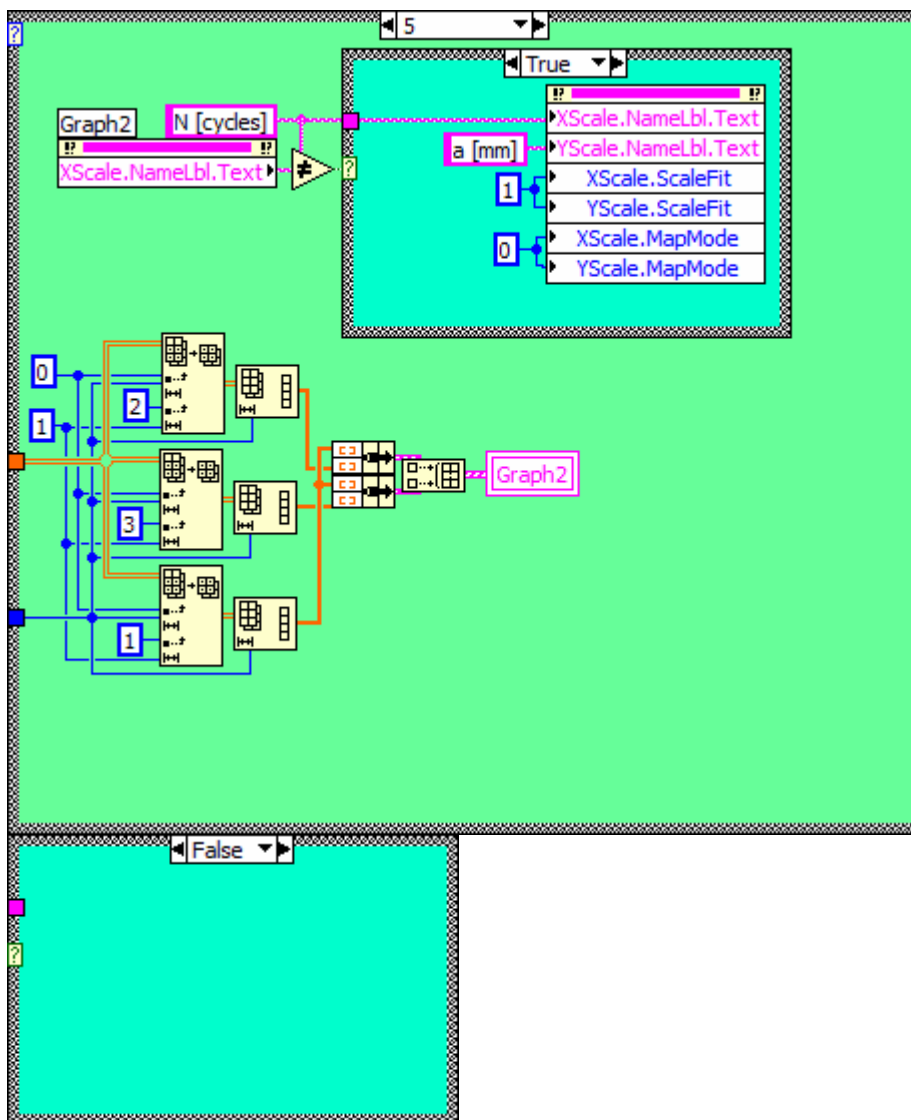 5
?
True
N [cycles]
Graph2
XScale.NameLbl.Text
≠
?
XScale.NameLbl.Text
a [mm]
YScale.NameLbl.Text
1
XScale.ScaleFit
YScale.ScaleFit
0
XScale.MapMode
YScale.MapMode
0
2
1
Graph2
3
1
False
?